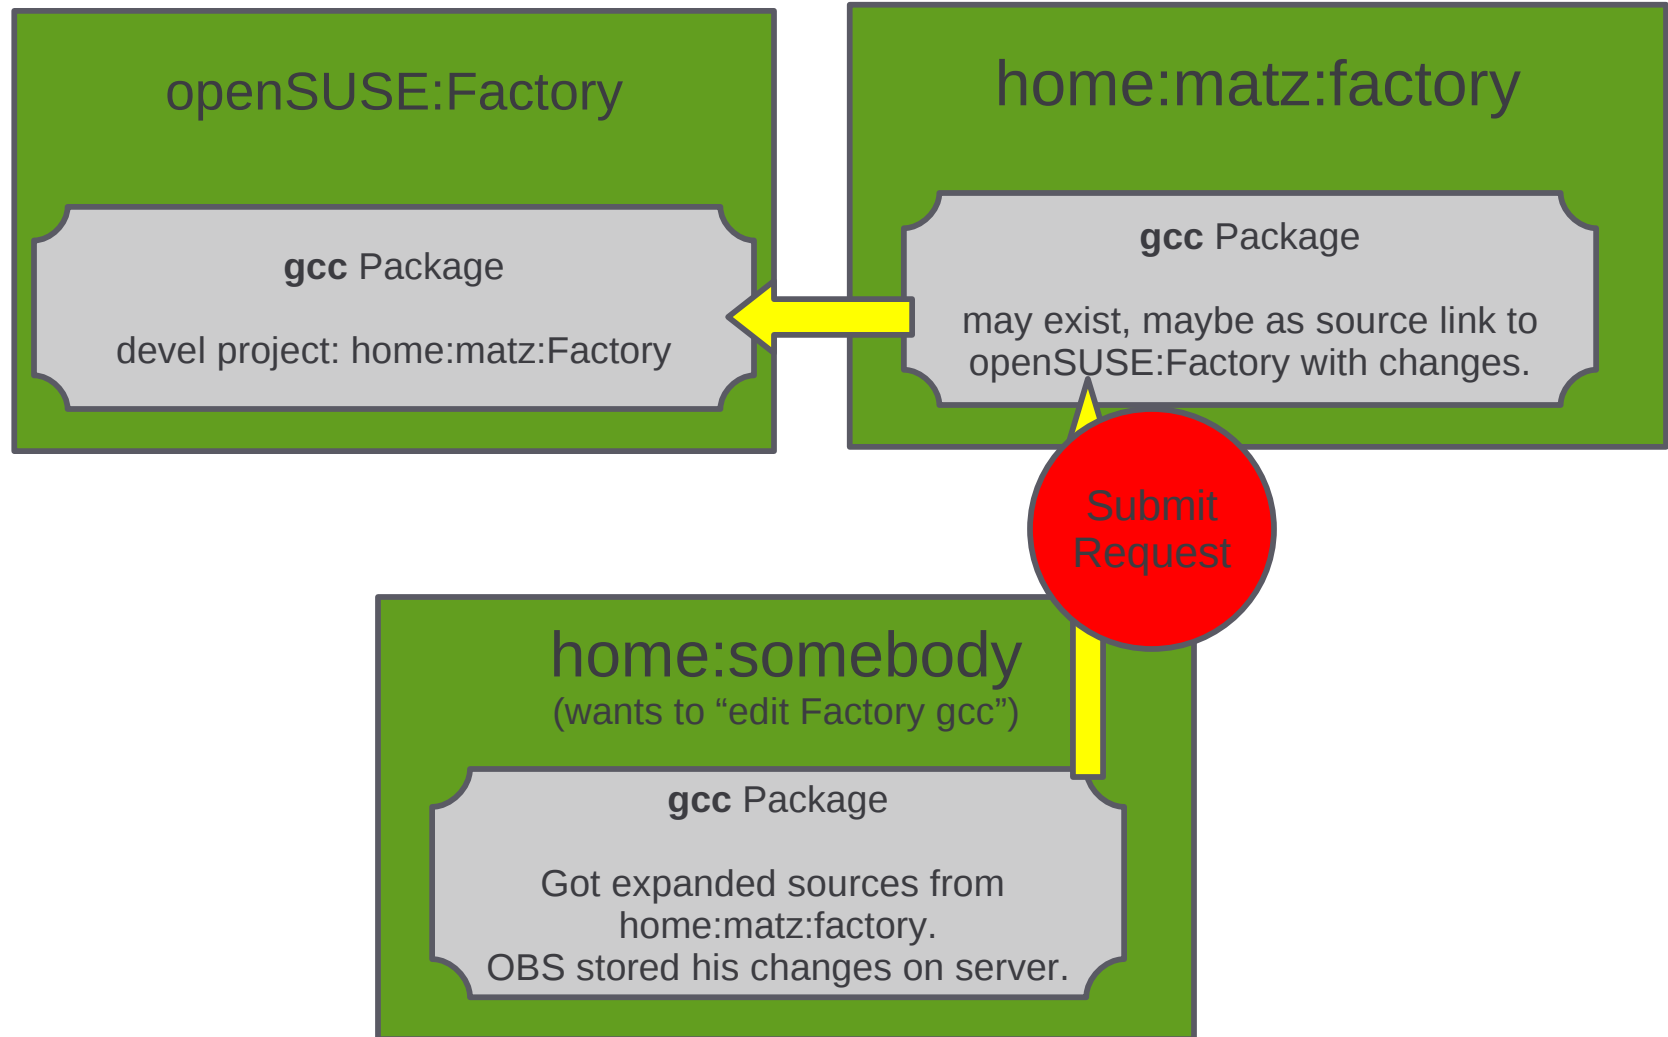 openSUSE:Factory
gcc Package
devel project: home:matz:Factory
home:matz:factory
gcc Package
may exist, maybe as source link to
openSUSE:Factory with changes.
Submit
Request
home:somebody
(wants to “edit Factory gcc”)
gcc Package
Got expanded sources from
home:matz:factory.
OBS stored his changes on server.